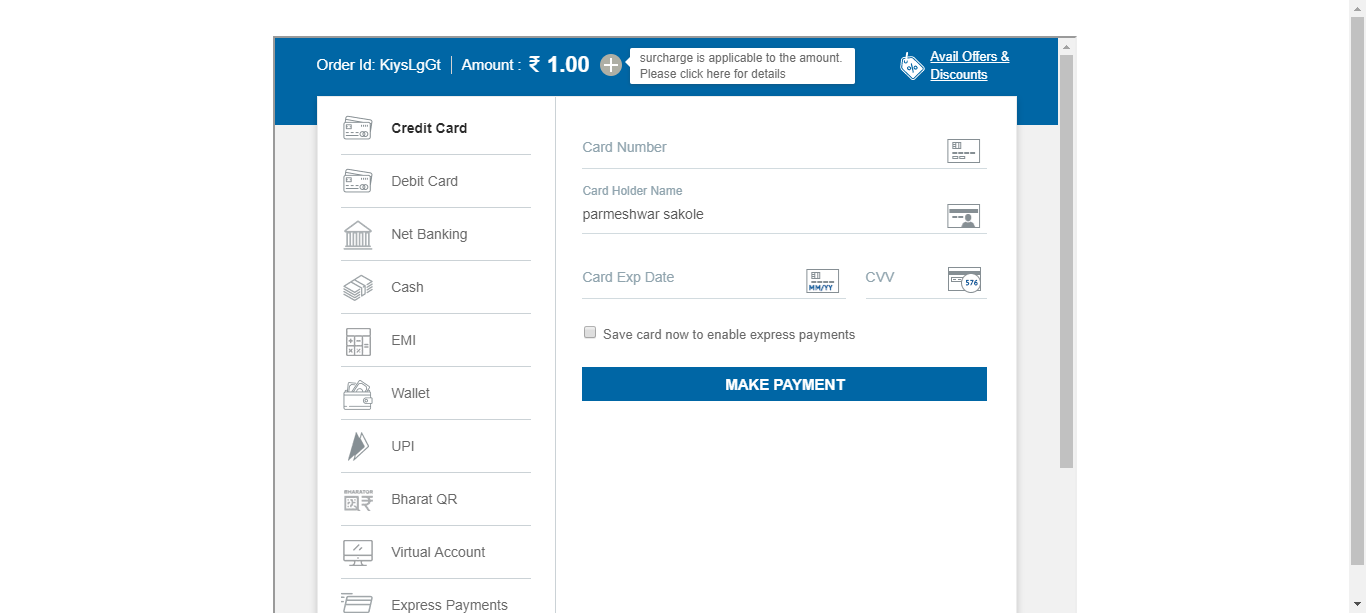 Order Id: KiysLgGt Amount : ₹ 1.00
surcharge is applicable to the amount.
Please click here for details
Avail Offers &
Discounts
Credit Card
Debit Card
Net Banking
Cash
EMI
Wallet
UPI
BHARATQR
Bharat QR
Virtual Account
Express Payments
Card Number
Card Holder Name
parmeshwar sakole
Card Exp Date
MM/YY
CVV
576
Save card now to enable express payments
MAKE PAYMENT